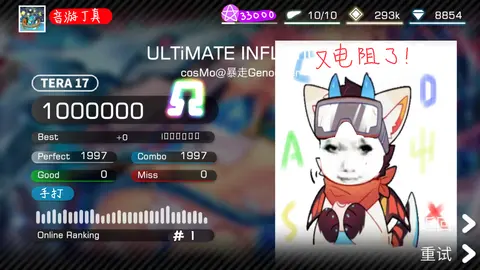 音游丁真
33000
10/10
293k
8854
又电阻了!
ULTiMATE INFL
cosMo@暴走Geno
TERA 17
1000000
Ω
Best +0 1000000
Perfect 1997 Combo 1997
Good 0 Miss 0
手打
Online Ranking #1
重试